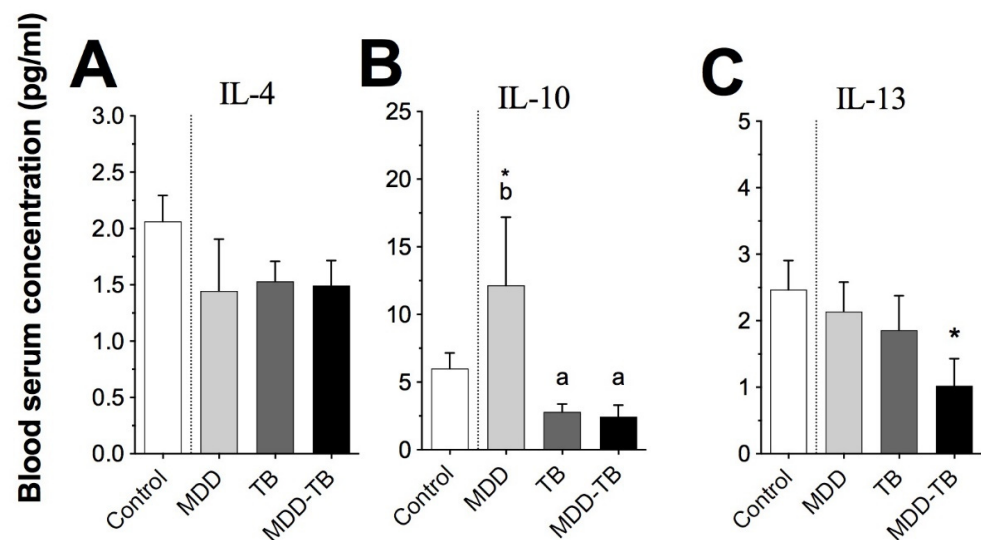 Blood serum concentration (pg/ml)
A
IL-4
3.0
2.5
2.0
1.5
1.0
0.5
0.0
Control
MDD
TB
MDD-TB
B
IL-10
25
20
15
10
5
0
*
b
a
a
Control
MDD
TB
MDD-TB
C
IL-13
5
4
3
2
1
0
*
Control
MDD
TB
MDD-TB